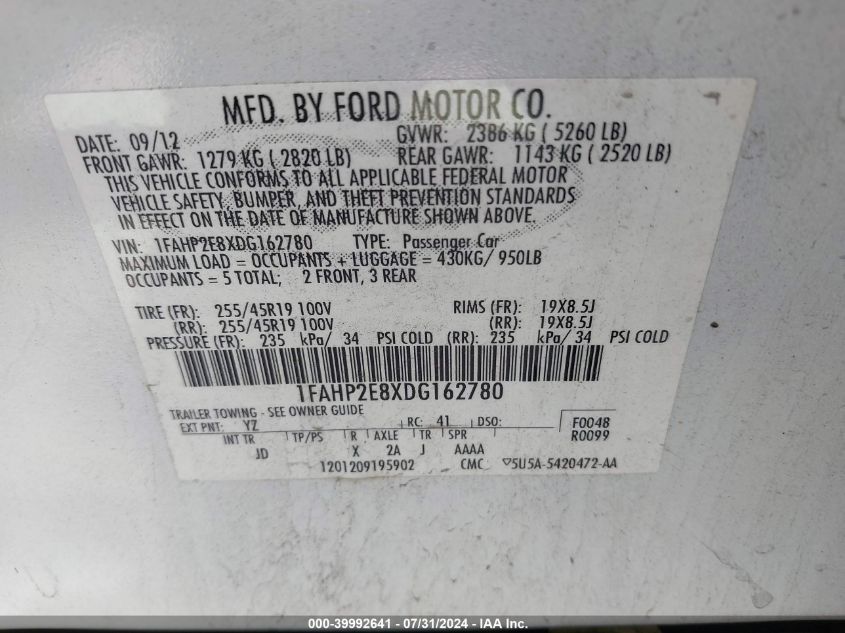 MFD. BY FORD MOTOR CO.
DATE: 09/12 GVWR: 2386 KG ( 5260 LB)
FRONT GAWR: 1279 KG ( 2820 LB) REAR GAWR: 1143 KG ( 2520 LB)
THIS VEHICLE CONFORMS TO ALL APPLICABLE FEDERAL MOTOR
VEHICLE SAFETY, BUMPER, AND THEFT PREVENTION STANDARDS
IN EFFECT ON THE DATE OF MANUFACTURE SHOWN ABOVE.
VIN: 1FAHP2E8XDG162780 TYPE: Passenger Car
MAXIMUM LOAD = OCCUPANTS + LUGGAGE = 430KG/ 950LB
OCCUPANTS = 5 TOTAL; 2 FRONT, 3 REAR
TIRE (FR): 255/45R19 100V RIMS (FR): 19X8.5J
(RR): 255/45R19 100V (RR): 19X8.5J
PRESSURE (FR): 235 kPa/ 34 PSI COLD (RR): 235 kPa/ 34 PSI COLD
1FAHP2E8XDG162780
TRAILER TOWING - SEE OWNER GUIDE
EXT PNT: YZ RC: 41 DSO: F0048
INT TR TP/PS R AXLE TR SPR R0099
JD X 2A J AAAA
1201209195902 CMC 5U5A-5420472-AA
000-39992641 - 07/31/2024 - IAA Inc.